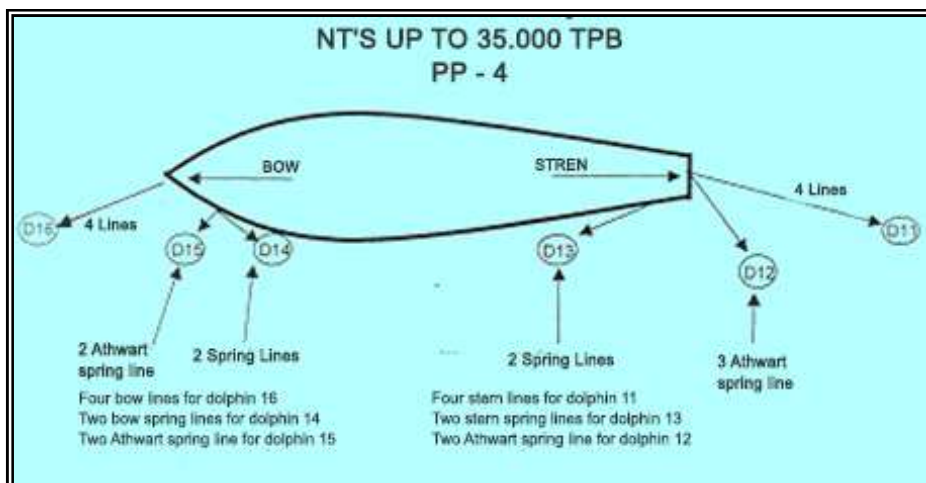 NT'S UP TO 35.000 TPB
PP - 4
BOW
STREN
4 Lines
4 Lines
D16
D15
D14
D13
D12
D11
2 Athwart
spring line
2 Spring Lines
2 Spring Lines
3 Athwart
spring line
Four bow lines for dolphin 16
Two bow spring lines for dolphin 14
Two Athwart spring line for dolphin 15
Four stern lines for dolphin 11
Two stern spring lines for dolphin 13
Two Athwart spring line for dolphin 12